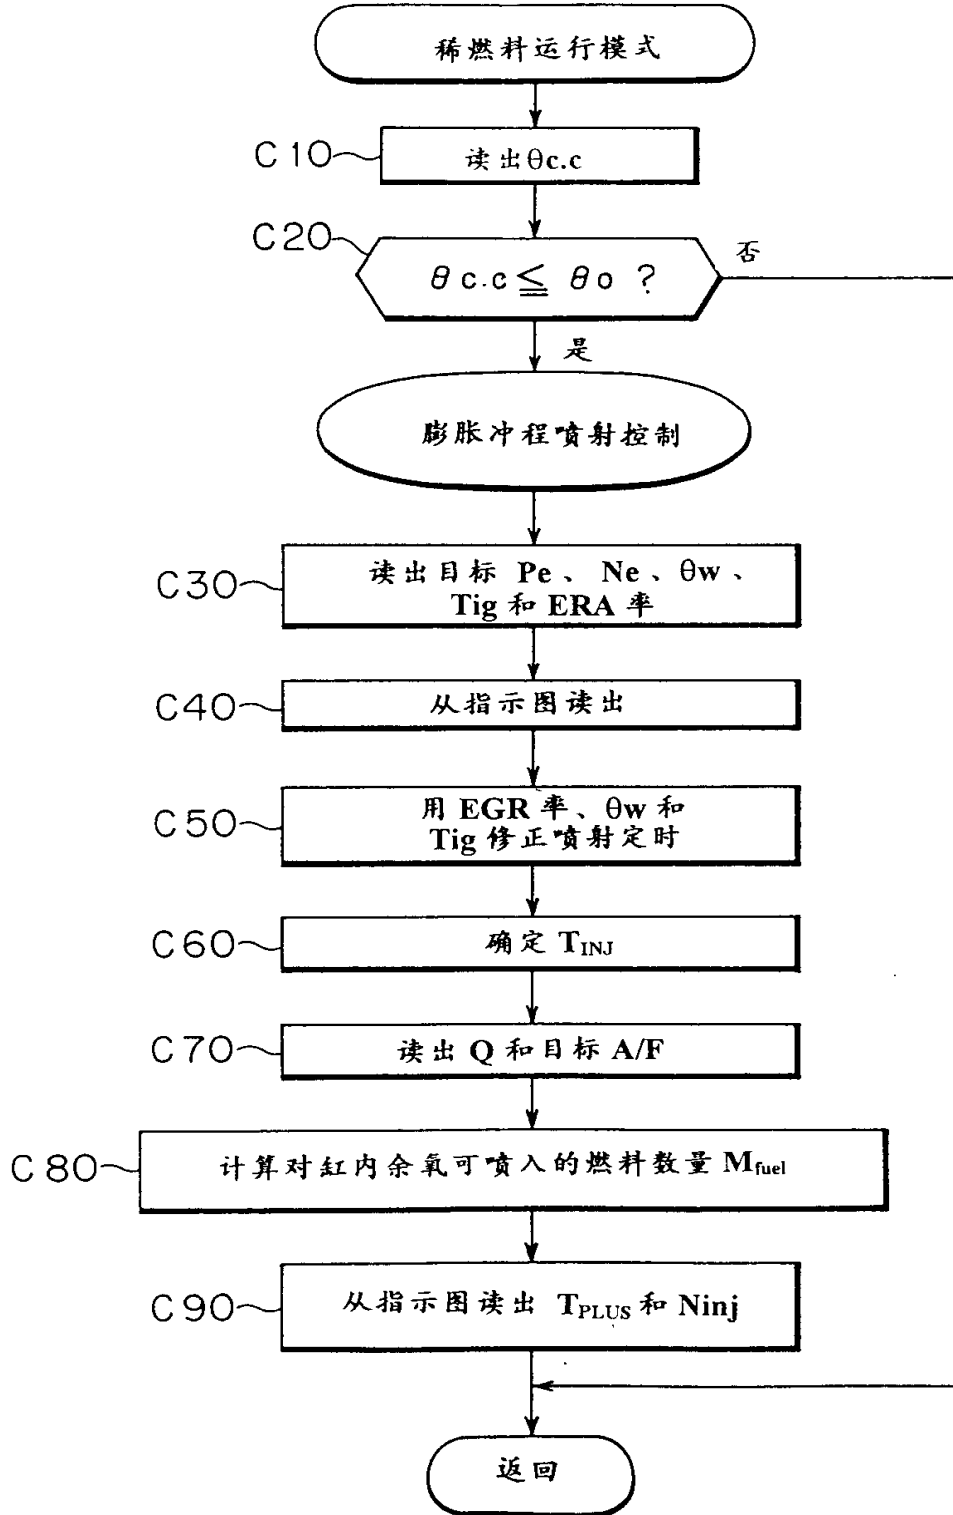 稀燃料运行模式
C10
读出θc.c
C20
θc.c≦θo ?
否
是
膨胀冲程喷射控制
C30
读出目标 Pe、Ne、θw、
Tig 和 ERA 率
C40
从指示图读出
C50
用 EGR 率、θw 和
Tig 修正喷射定时
C60
确定 TINJ
C70
读出 Q 和目标 A/F
C80
计算对缸内余氧可喷入的燃料数量 Mfuel
C90
从指示图读出 TPLUS 和 Ninj
返回